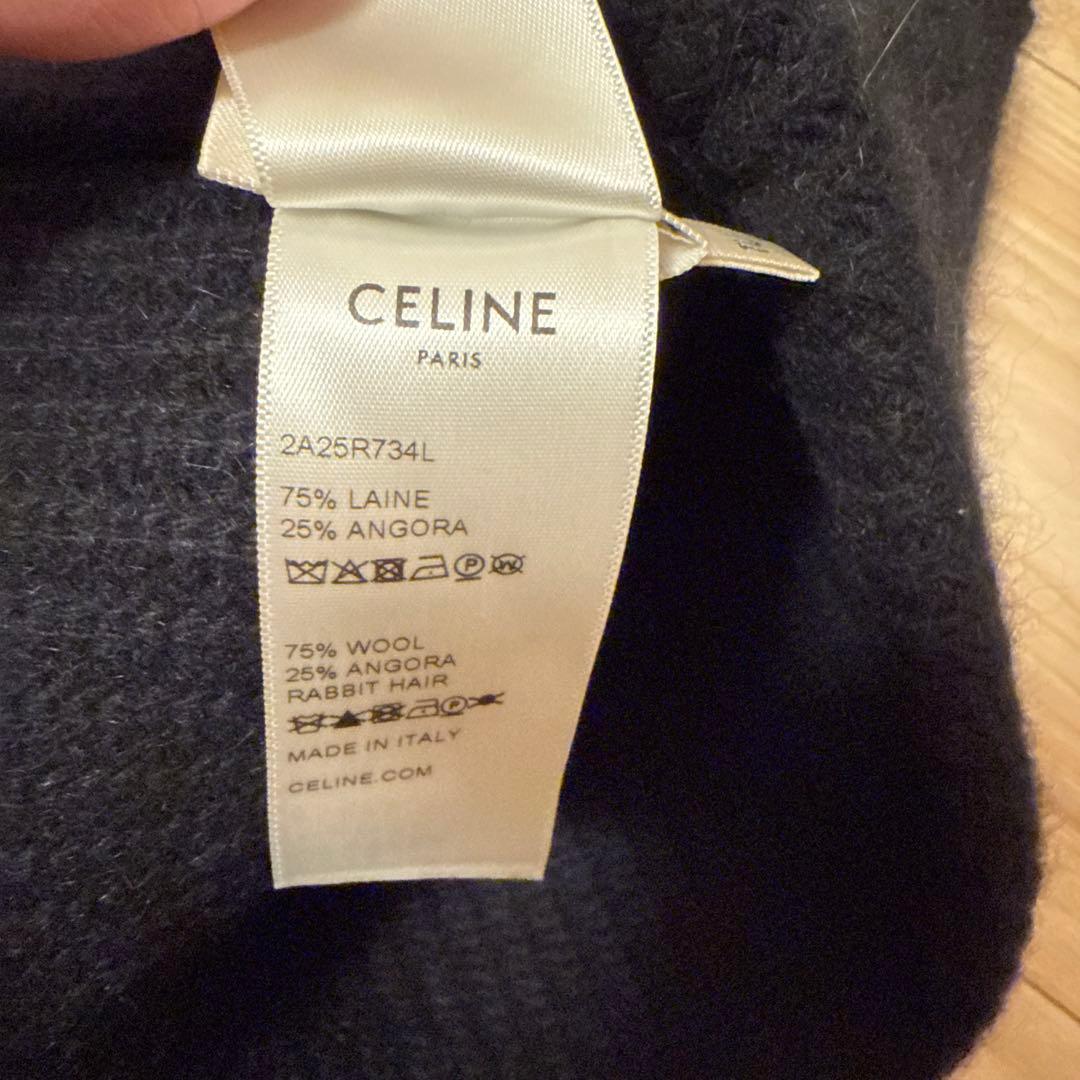 CELINE
PARIS
2A25R734L
75% LAINE
25% ANGORA
P W
75% WOOL
25% ANGORA
RABBIT HAIR
P
MADE IN ITALY
CELINE.COM